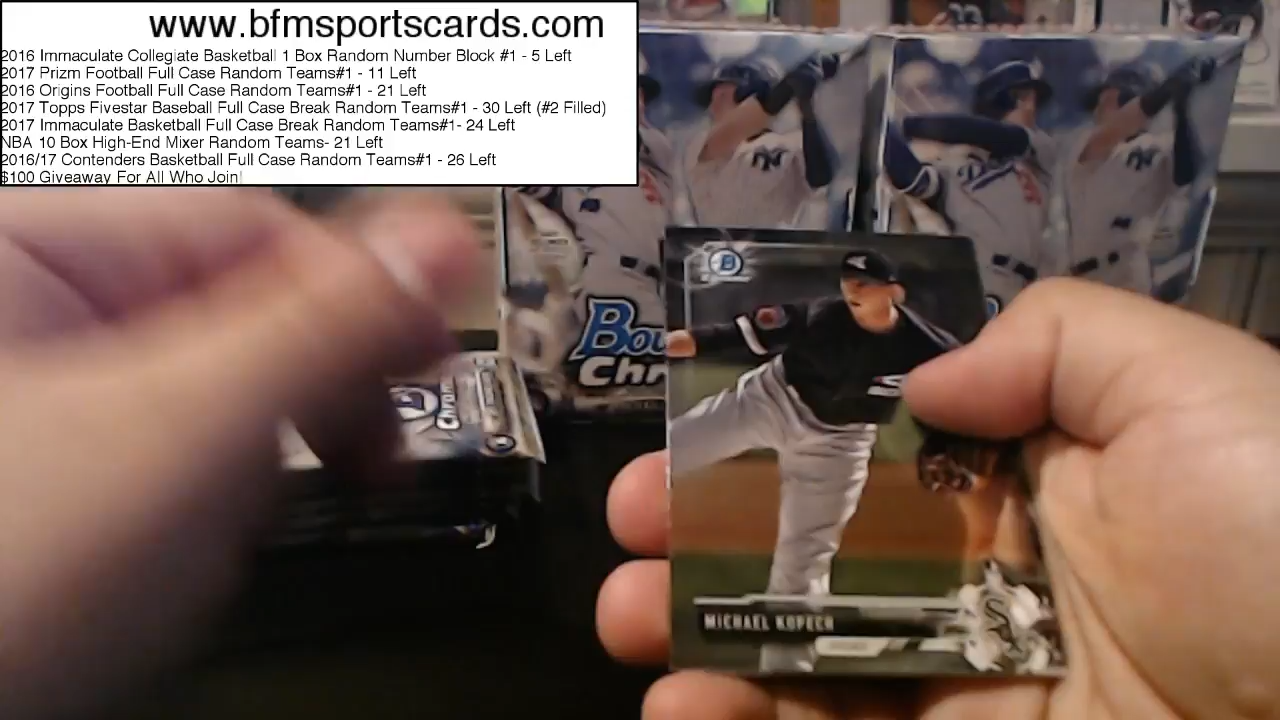 www.bfmsportscards.com
2016 Immaculate Collegiate Basketball 1 Box Random Number Block #1 - 5 Left
2017 Prizm Football Full Case Random Teams#1 - 11 Left
2016 Origins Football Full Case Random Teams#1 - 21 Left
2017 Topps Fivestar Baseball Full Case Break Random Teams#1 - 30 Left (#2 Filled)
2017 Immaculate Basketball Full Case Break Random Teams#1- 24 Left
NBA 10 Box High-End Mixer Random Teams- 21 Left
2016/17 Contenders Basketball Full Case Random Teams#1 - 26 Left
$100 Giveaway For All Who Join!
B
Bow
Chr
Chrome
MICHAEL KOPECH